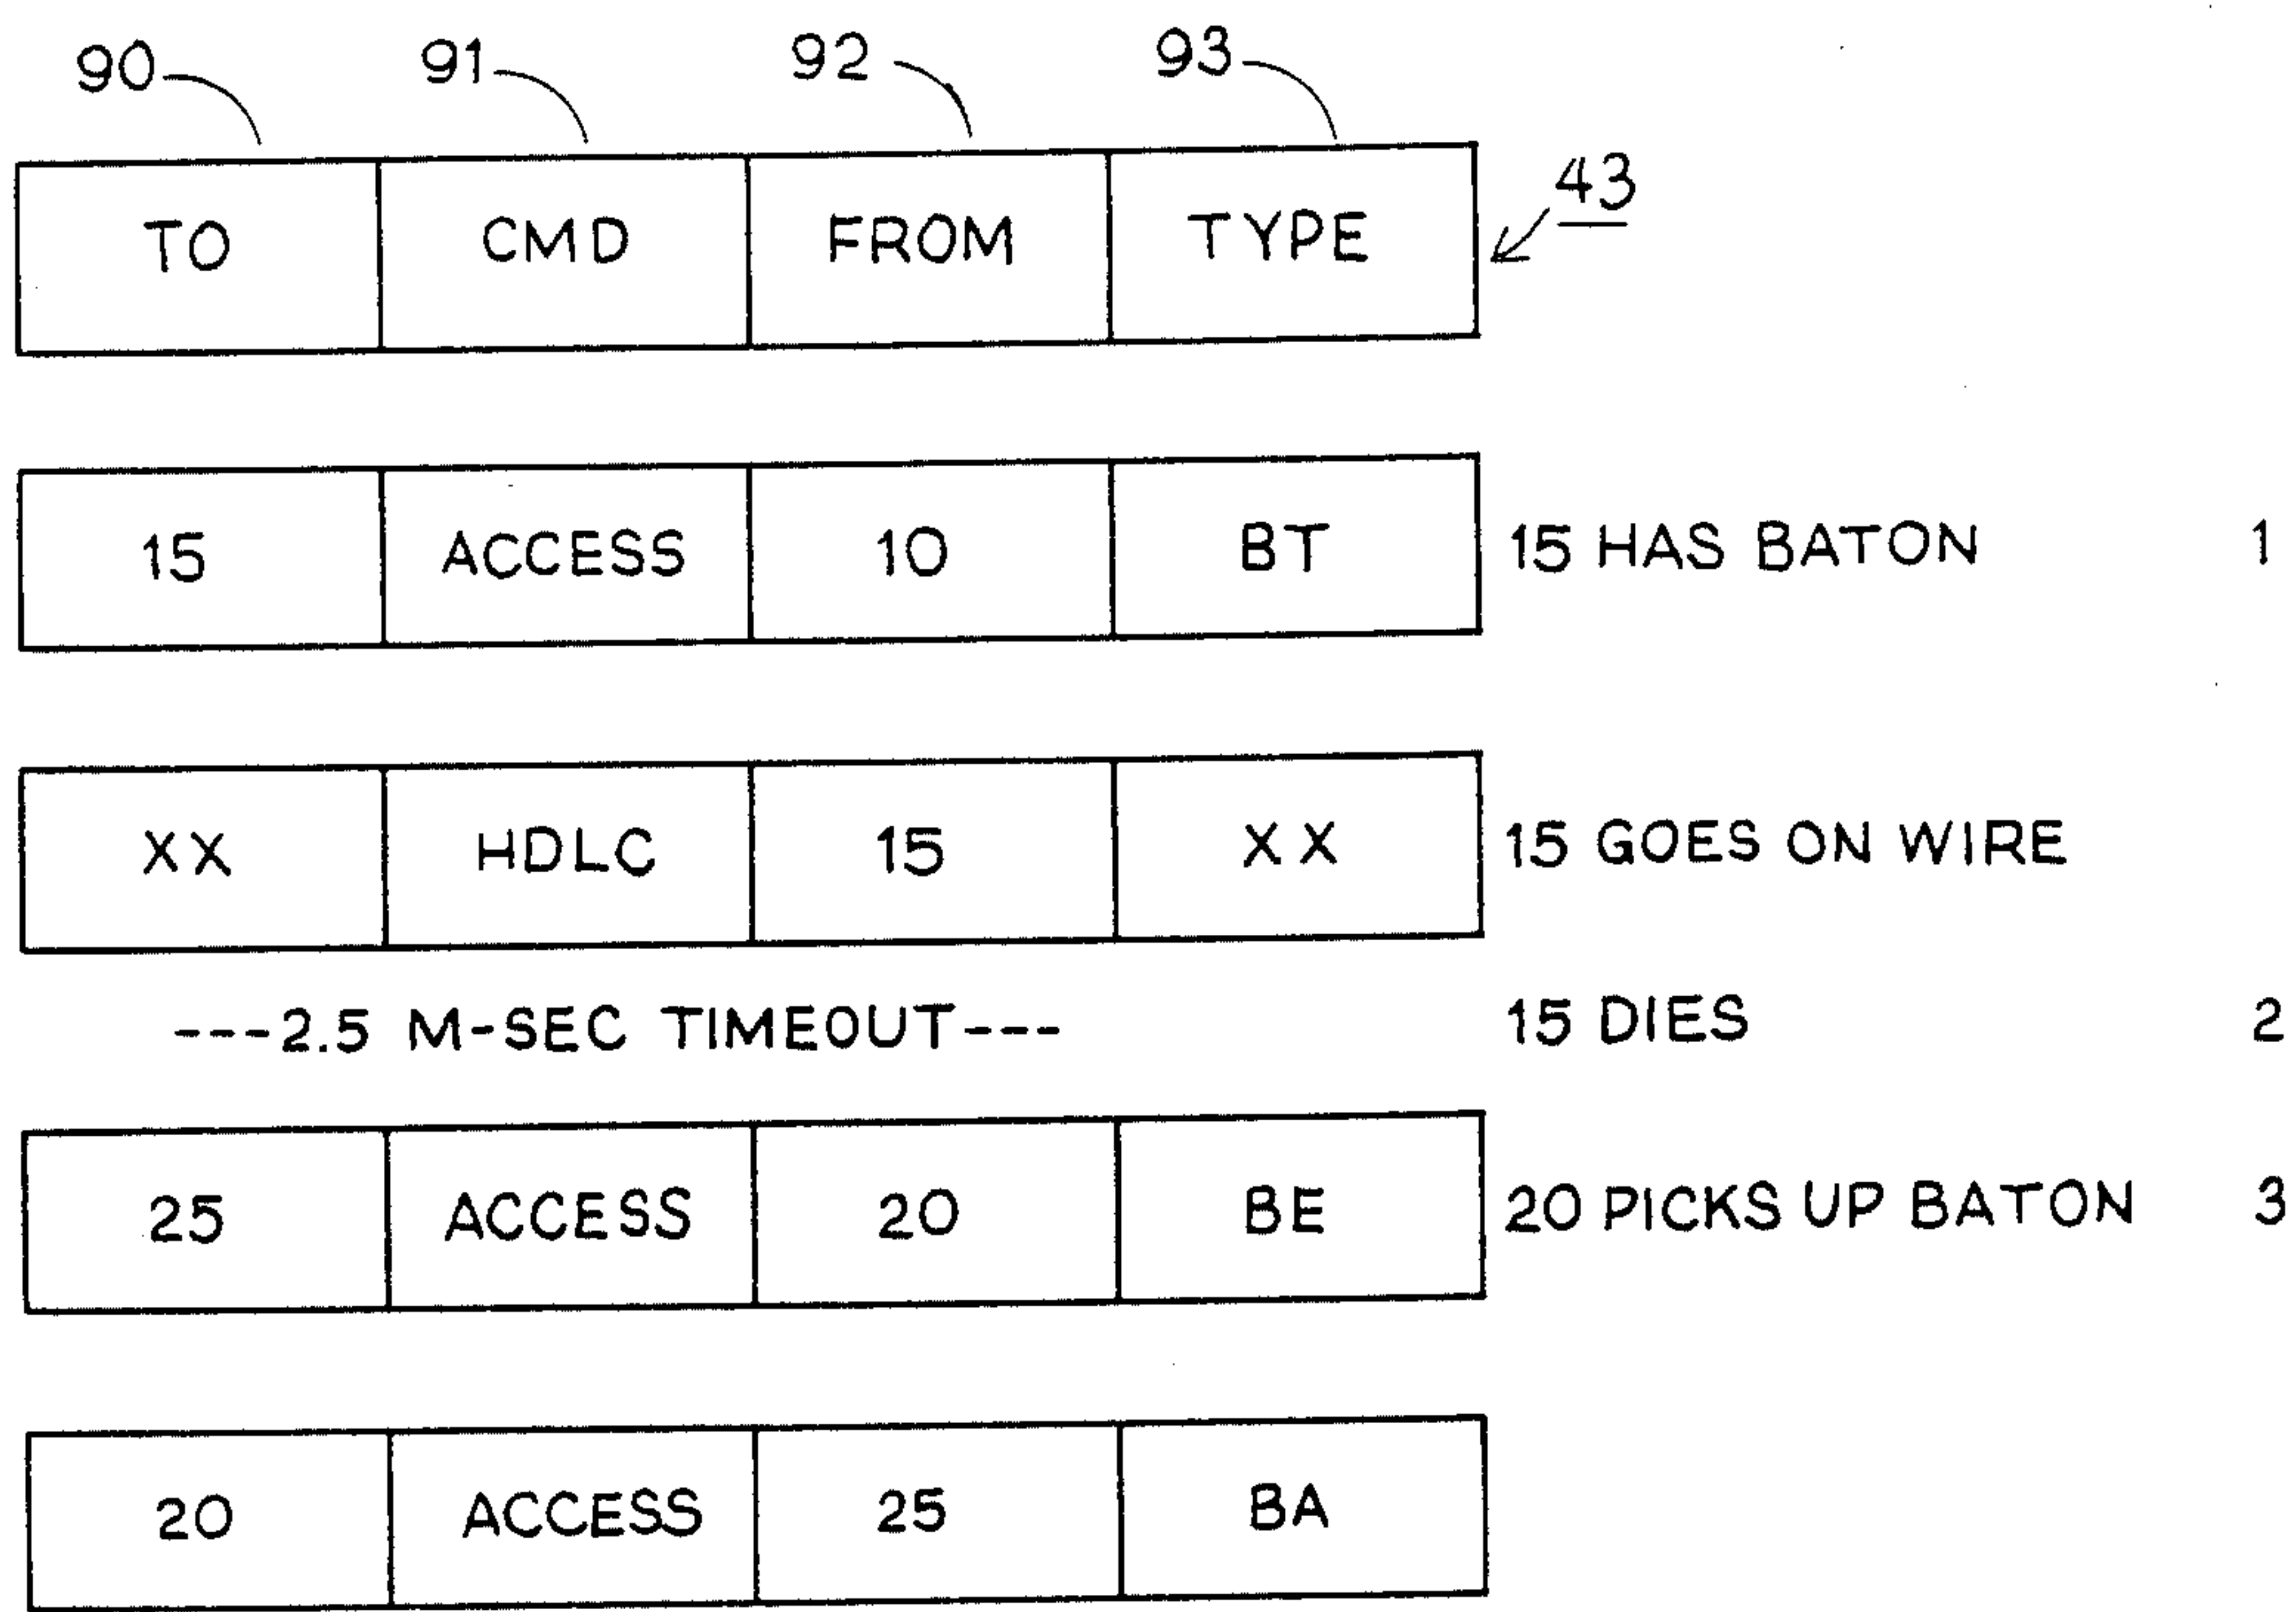 90 91 92 93
TO CMD FROM TYPE 43
15 ACCESS 10 BT 15 HAS BATON 1
XX HDLC 15 XX 15 GOES ON WIRE
---2.5 M-SEC TIMEOUT--- 15 DIES 2
25 ACCESS 20 BE 20 PICKS UP BATON 3
20 ACCESS 25 BA